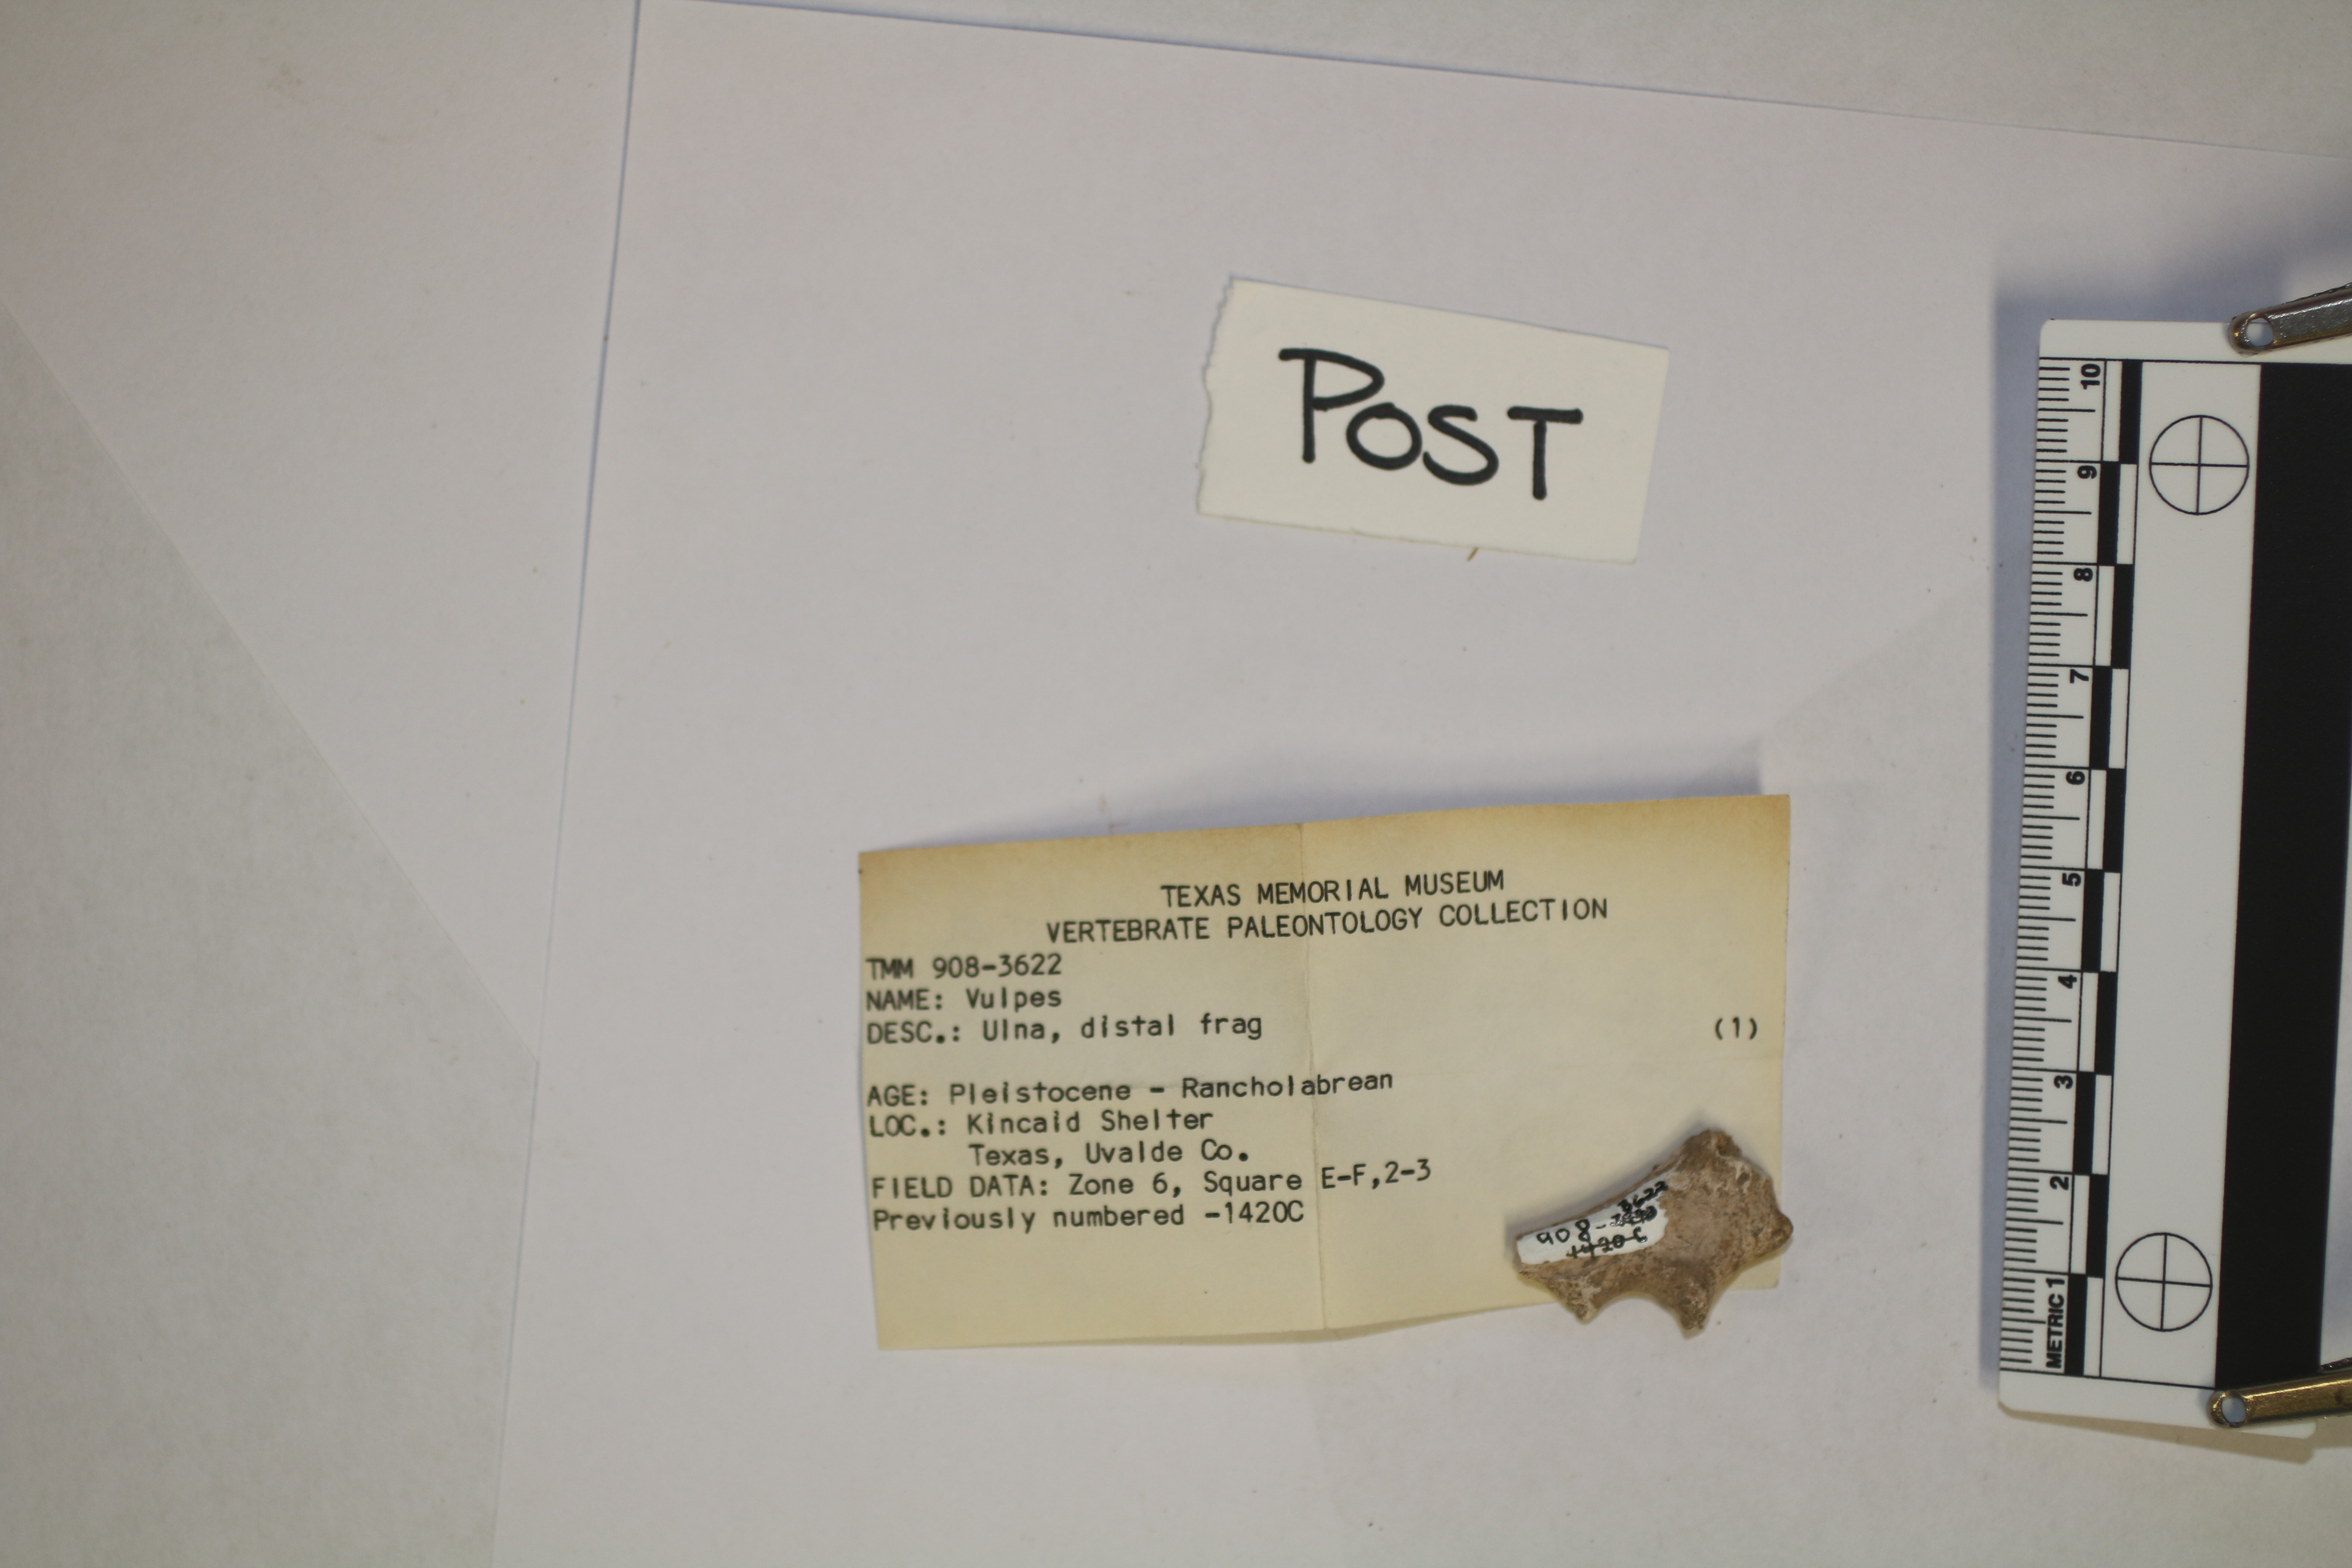 TEXAS MEMORIAL MUSEUM
VERTEBRATE PALEONTOLOGY COLLECTION
TMM 908-3622
NAME: Vulpes
DESC.: Ulna, distal frag (1)
AGE: Pleistocene - Rancholabrean
LOC.: Kincaid Shelter
Texas, Uvalde Co.
FIELD DATA: Zone 6, Square E-F,2-3
Previously numbered -1420C
POST
908-
3622
1420-C
METRIC 1 2 3 4 5 6 7 8 9 10